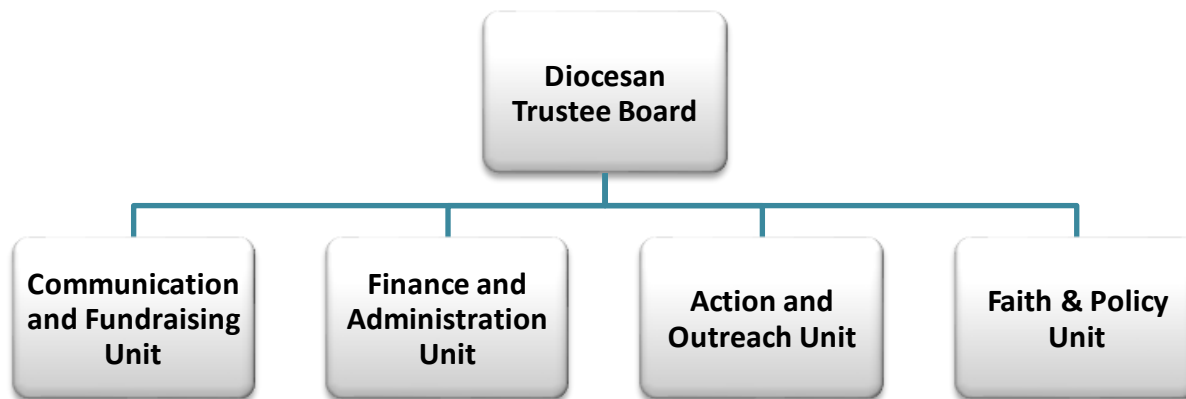 Diocesan
Trustee Board
Communication
and Fundraising
Unit
Finance and
Administration
Unit
Action and
Outreach Unit
Faith & Policy
Unit